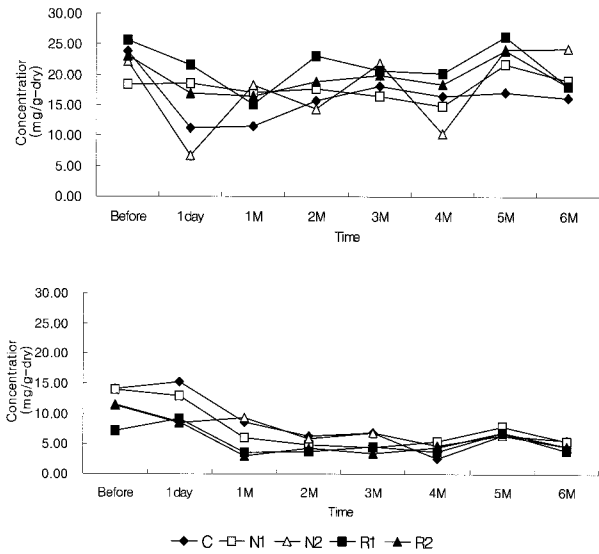 30.00
25.00
20.00
15.00
10.00
5.00
0.00
Concentratior
(mg/g-dry)
Before 1day 1M 2M 3M 4M 5M 6M
Time
30.00
25.00
20.00
15.00
10.00
5.00
0.00
Concentratior
(mg/g-dry)
Before 1day 1M 2M 3M 4M 5M 6M
Time
C N1 N2 R1 R2